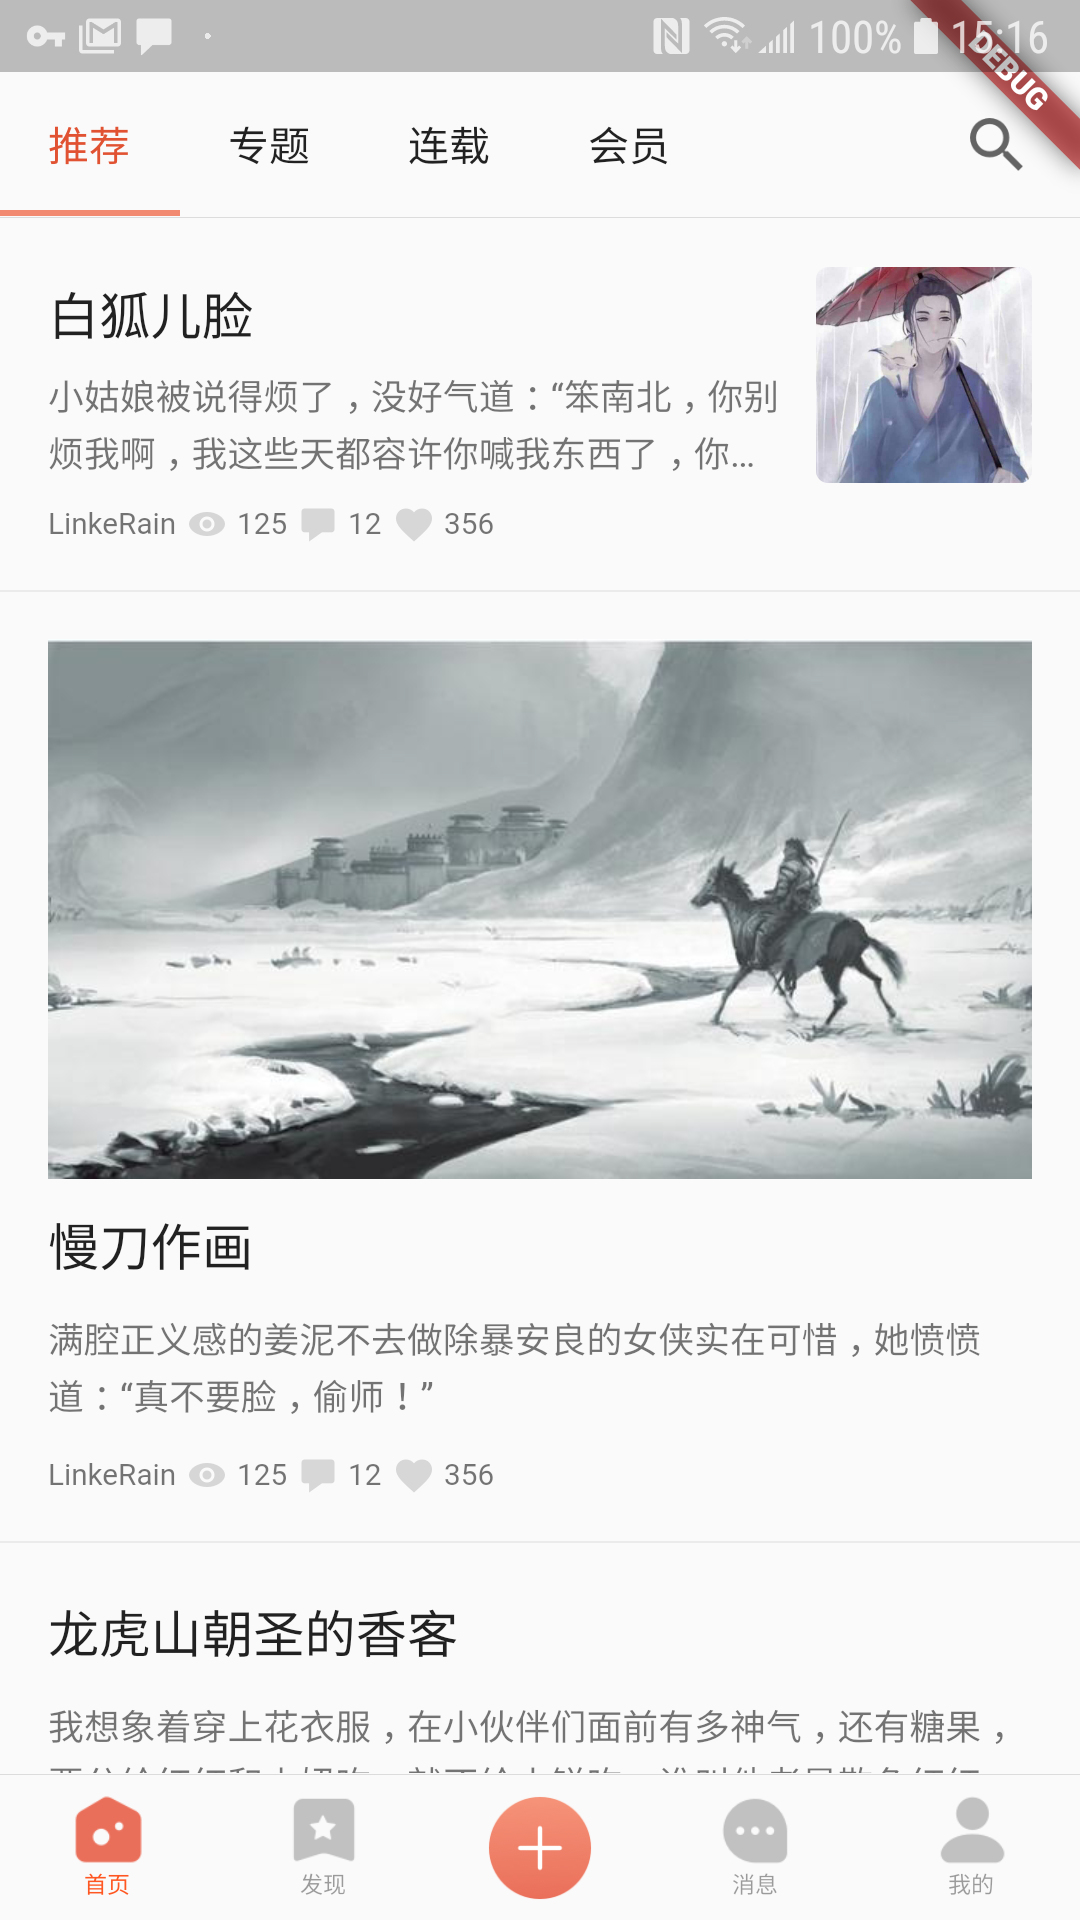 100% 15:16
DEBUG
推荐 专题 连载 会员
白狐儿脸
小姑娘被说得烦了，没好气道：“笨南北，你别
烦我啊，我这些天都容许你喊我东西了，你...
LinkeRain 125 12 356
慢刀作画
满腔正义感的姜泥不去做除暴安良的女侠实在可惜，她愤愤
道：“真不要脸，偷师！”
LinkeRain 125 12 356
龙虎山朝圣的香客
我想象着穿上花衣服，在小伙伴们面前有多神气，还有糖果，
首页 发现 消息 我的